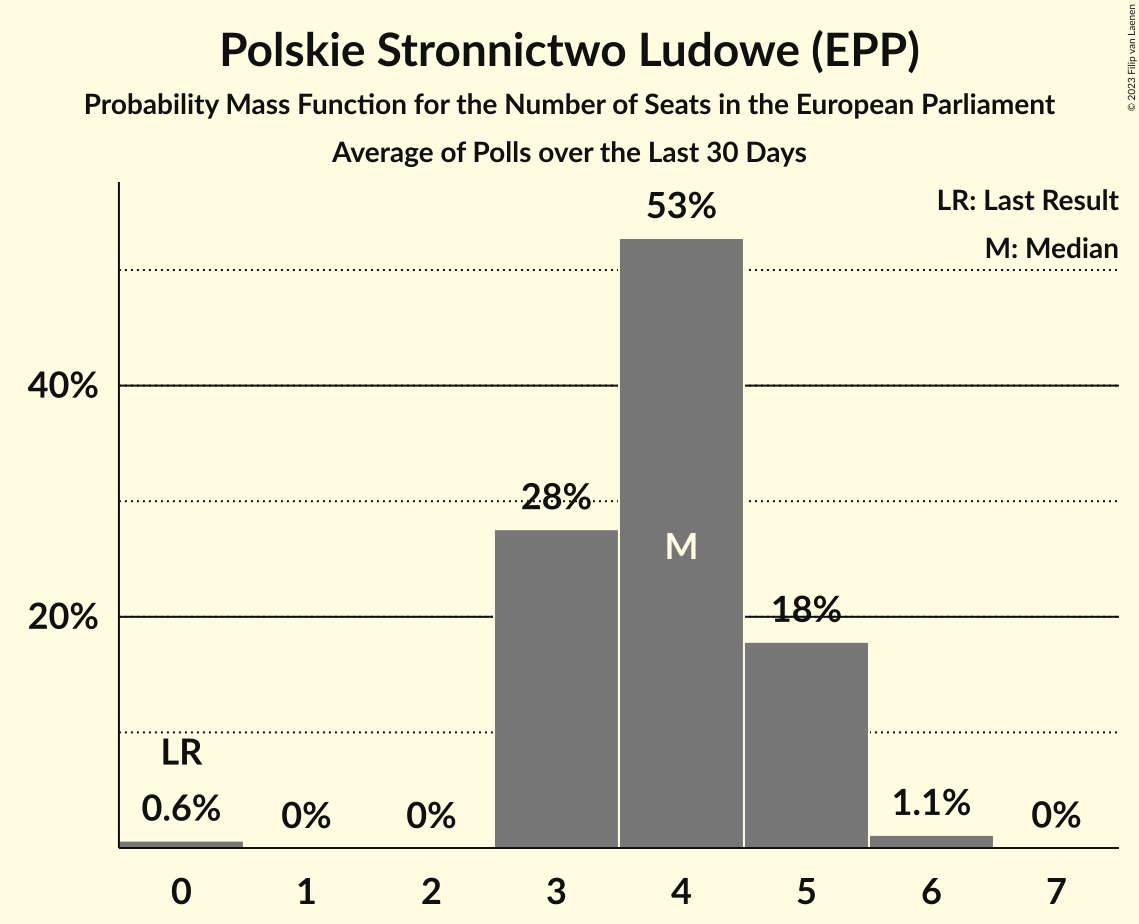 Polskie Stronnictwo Ludowe (EPP)
Probability Mass Function for the Number of Seats in the European Parliament
Average of Polls over the Last 30 Days
© 2023 Filip van Laenen
LR: Last Result
M: Median
53%
40%
28%
M
20%
18%
LR
0.6%
0%
0%
1.1%
0%
0 1 2 3 4 5 6 7